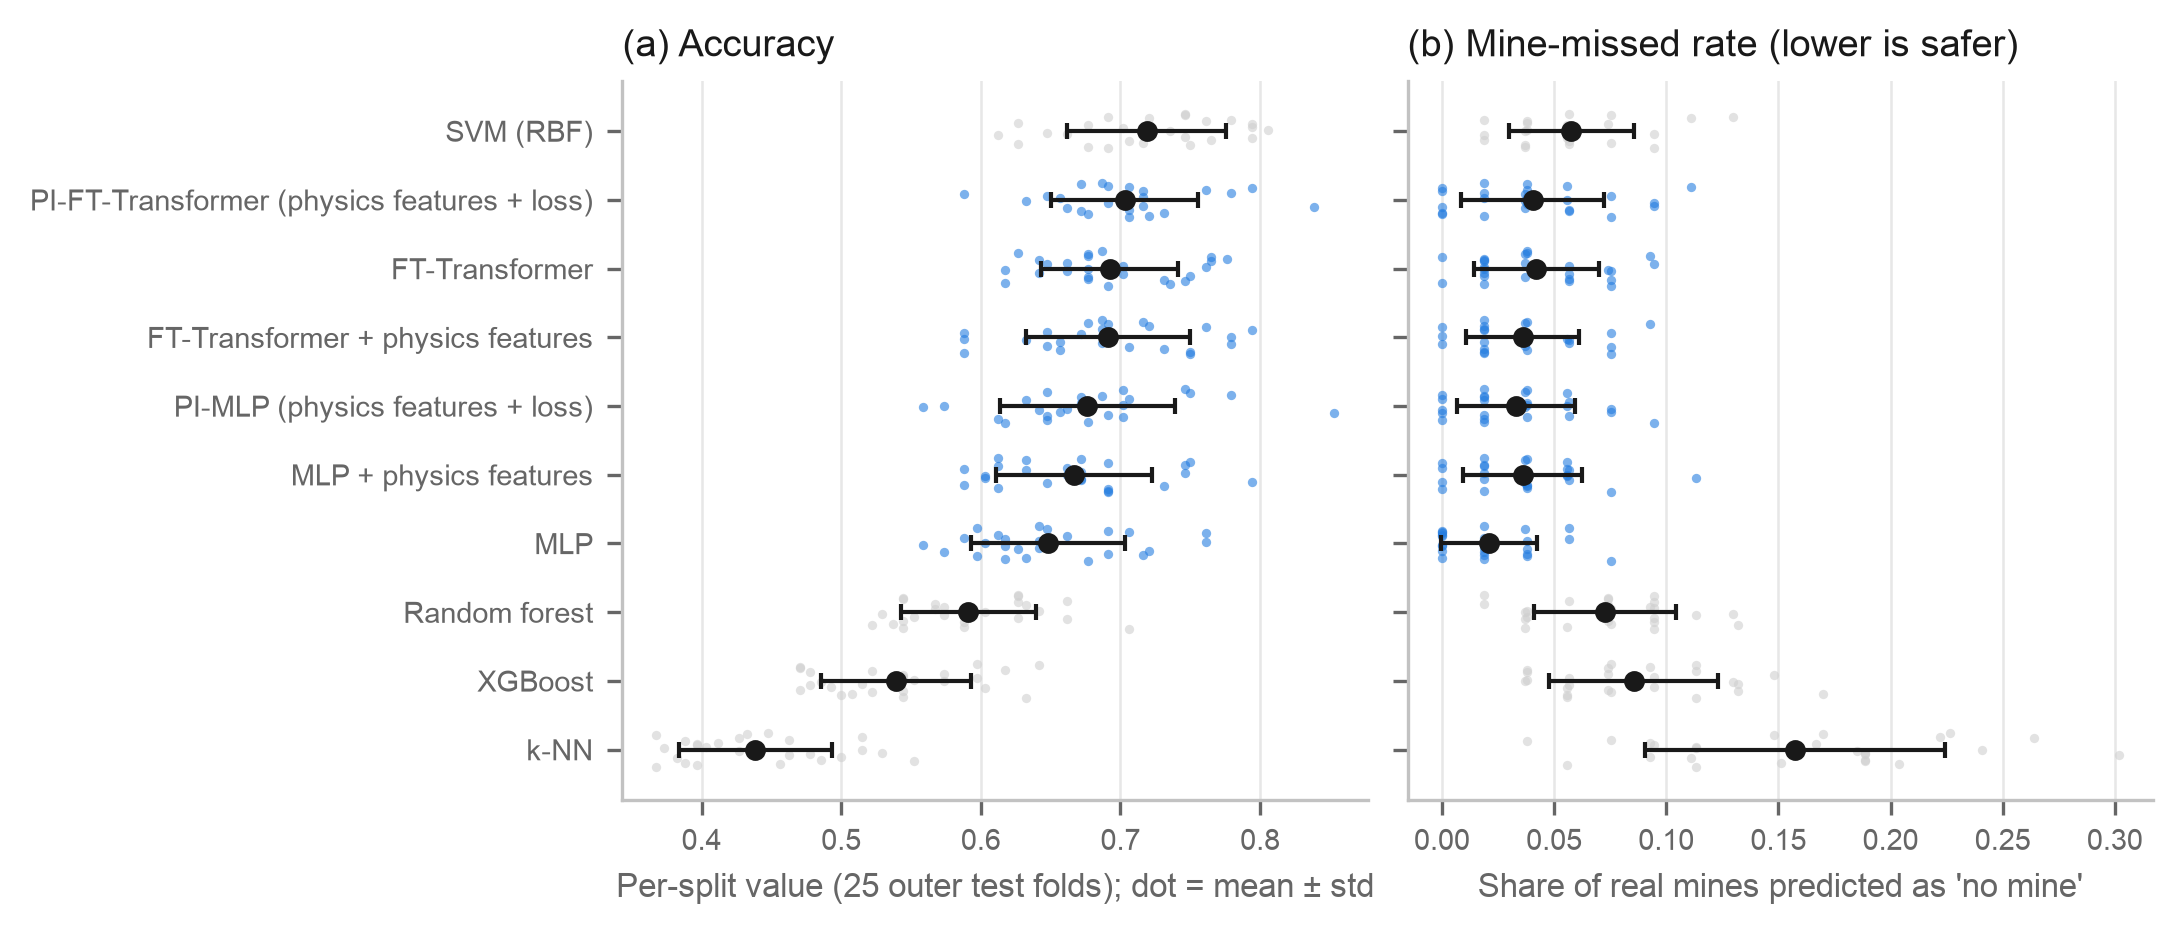 (a) Accuracy
(b) Mine-missed rate (lower is safer)
SVM (RBF)
PI-FT-Transformer (physics features + loss)
FT-Transformer
FT-Transformer + physics features
PI-MLP (physics features + loss)
MLP + physics features
MLP
Random forest
XGBoost
k-NN
0.4 0.5 0.6 0.7 0.8
0.00 0.05 0.10 0.15 0.20 0.25 0.30
Per-split value (25 outer test folds); dot = mean ± std
Share of real mines predicted as 'no mine'